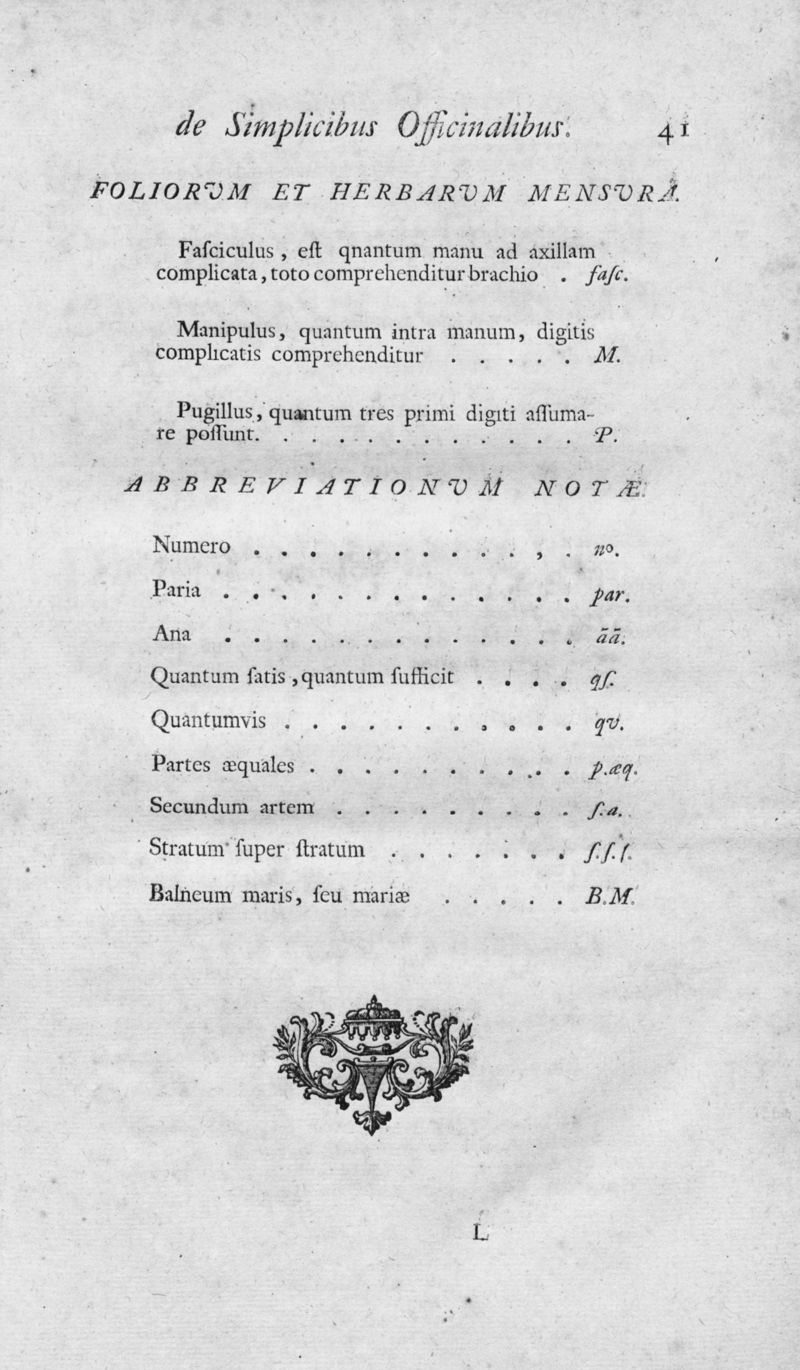 de Simplicibus Officinalibus. 41
FOLIORVM ET HERBARVM MENSVRA.
Faſciculus , eſt qnantum manu ad axillam
complicata, toto comprehenditur brachio . faſc.
Manipulus, quantum intra manum, digitis
complicatis comprehenditur . . . . . M.
Pugillus, quantum tres primi digiti aſſuma-
re poſſunt. . . . . . . . . . . . P.
ABBREVIATIONVM NOTÆ.
Numero . . . . . . . . . . , . nº.
Paria . . . . . . . . . . . . . par.
Ana . . . . . . . . . . . . . āā.
Quantum ſatis , quantum ſufficit . . . . qſ.
Quantumvis . . . . . . . . . . . qv.
Partes æquales . . . . . . . . . . p.æq.
Secundum artem . . . . . . . . . ſ.a.
Stratum ſuper ſtratum . . . . . . . ſ.ſ.ſ.
Balneum maris, ſeu mariæ . . . . . B.M.
L